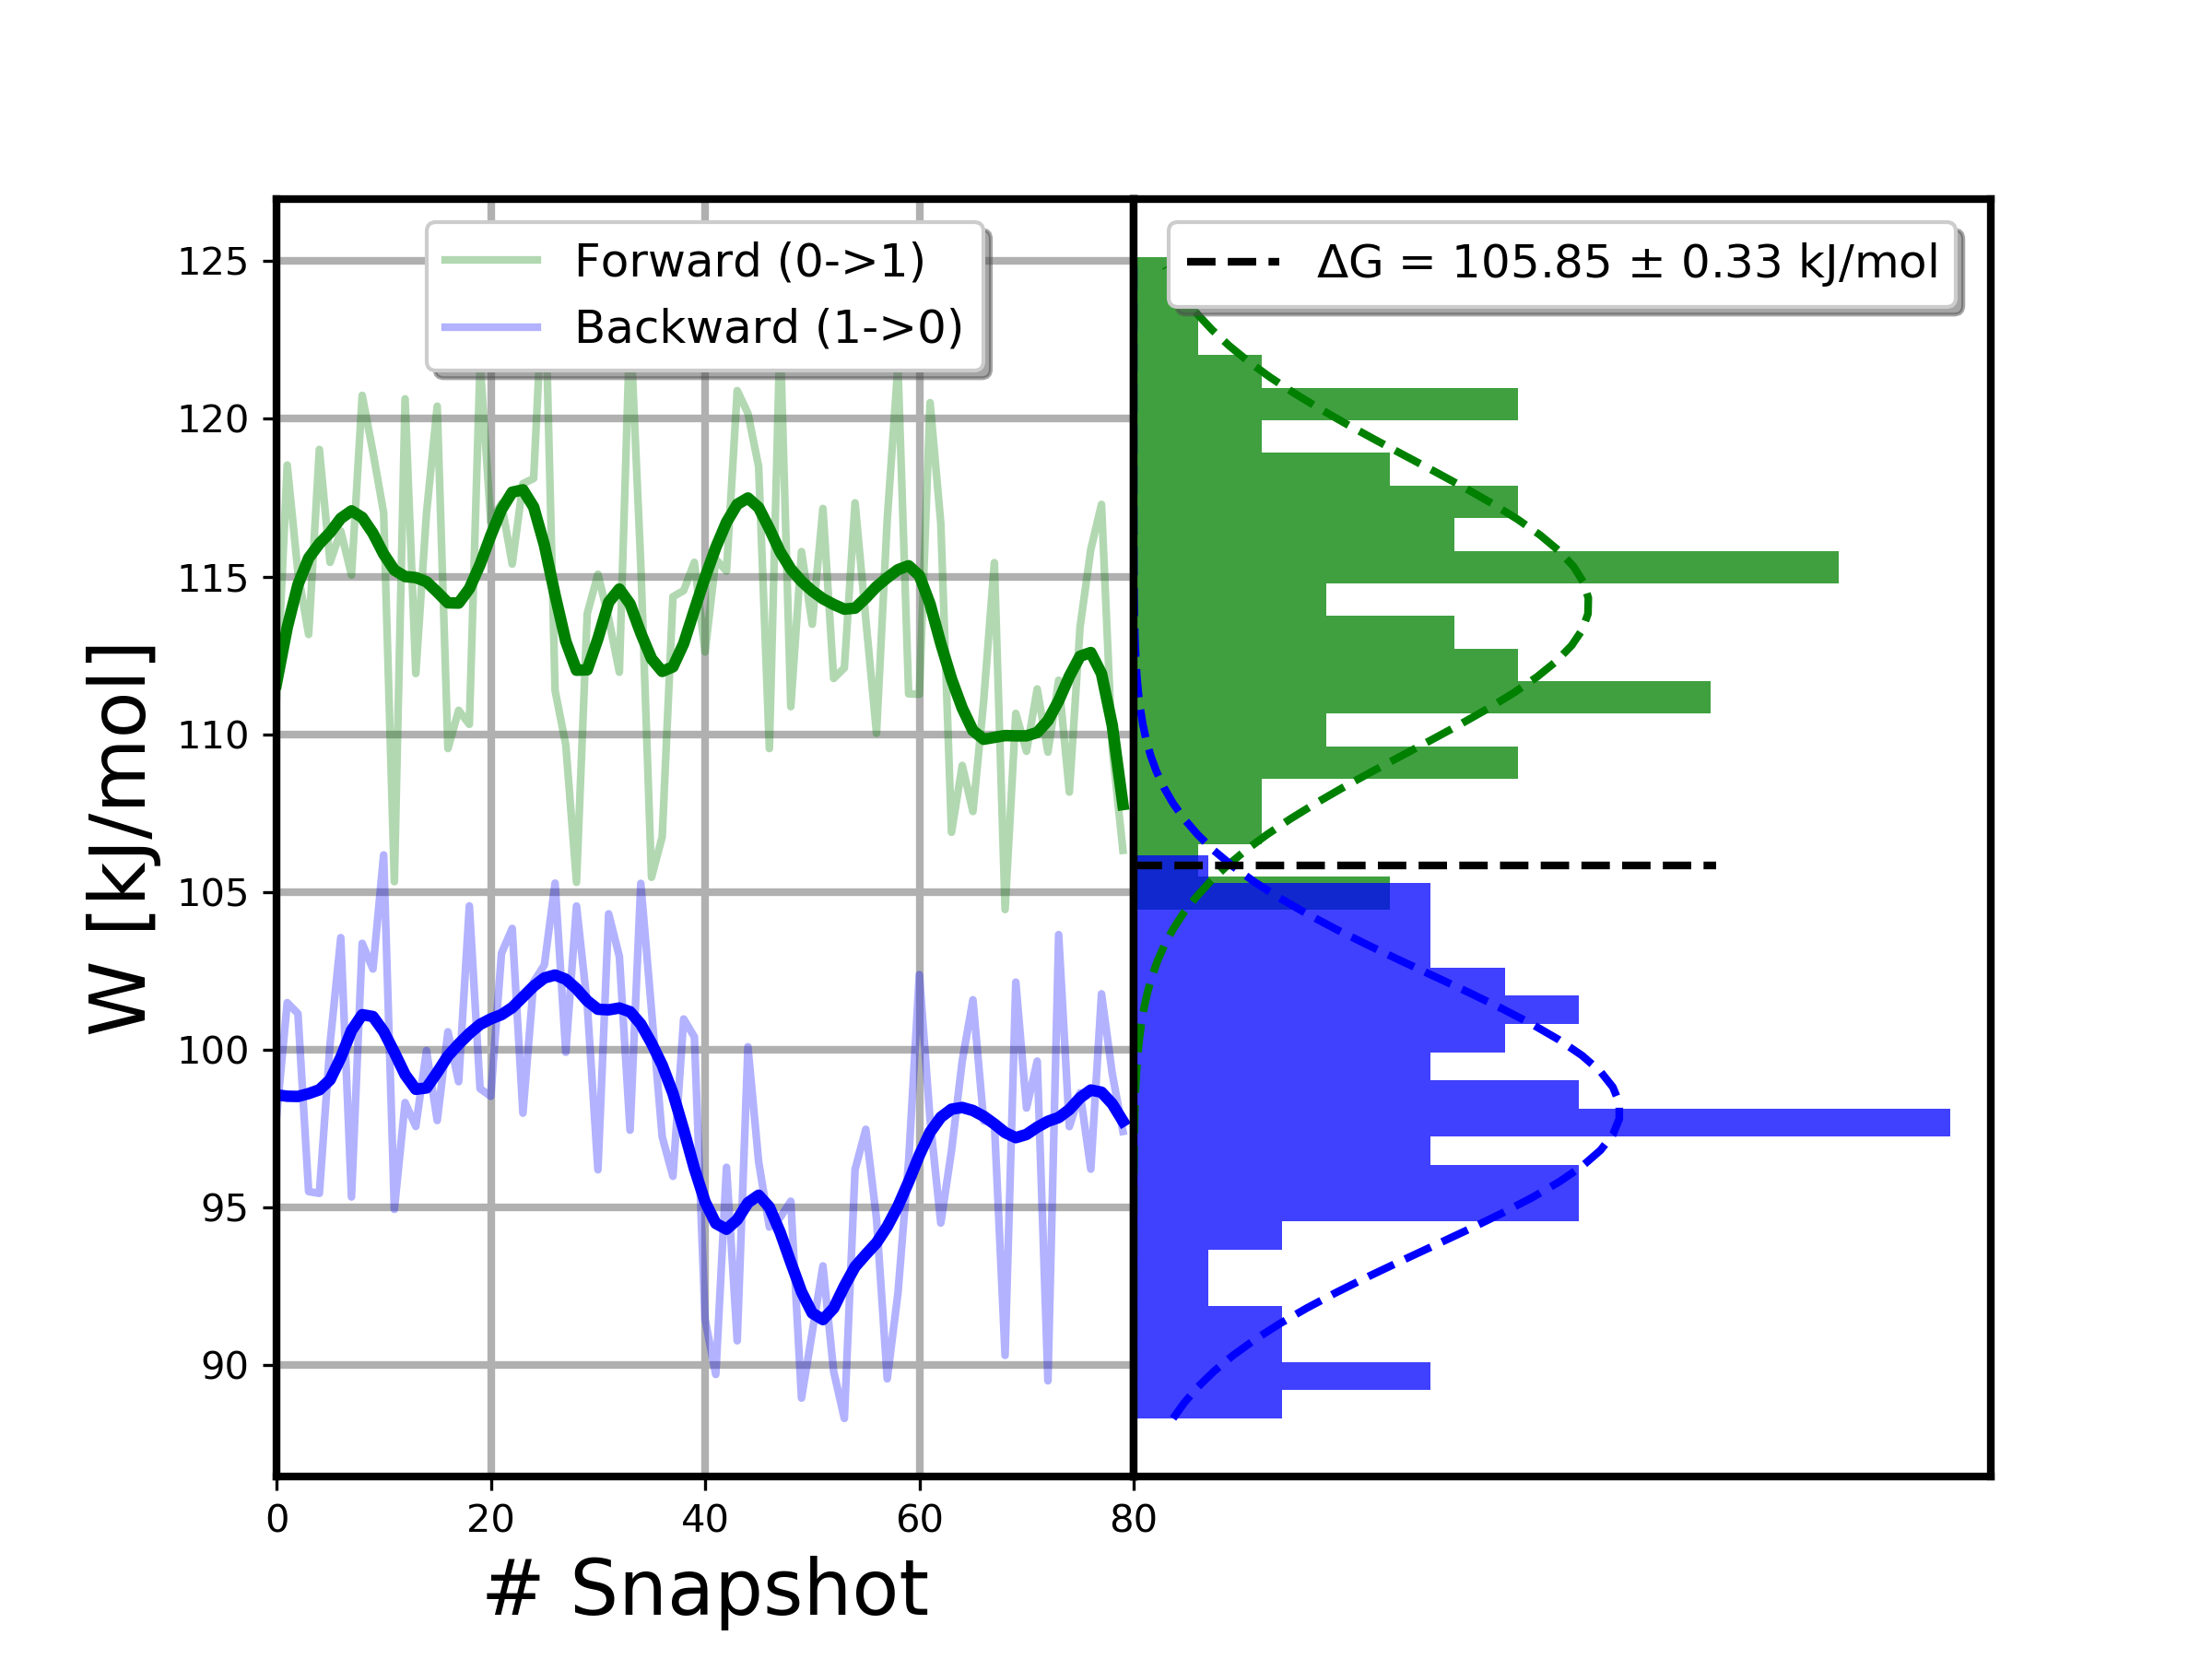 Forward (0->1)
Backward (1->0)
ΔG = 105.85 ± 0.33 kJ/mol
W [kJ/mol]
125
120
115
110
105
100
95
90
0 20 40 60 80
# Snapshot